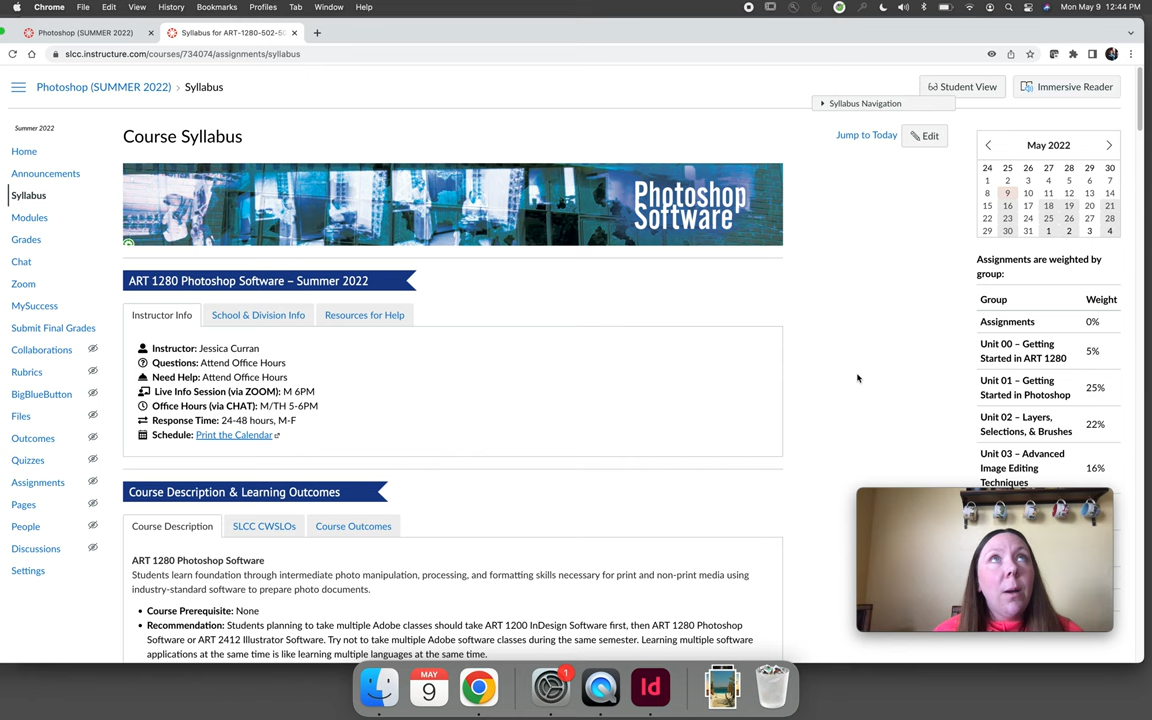 Chrome File Edit View History Bookmarks Profiles Tab Window Help Mon May 9 12:44 PM
Photoshop (SUMMER 2022) × Syllabus for ART-1280-502-50 × +
slcc.instructure.com/courses/734074/assignments/syllabus
Photoshop (SUMMER 2022) › Syllabus
Student View
Immersive Reader
Syllabus Navigation
Summer 2022
Home
Announcements
Syllabus
Modules
Grades
Chat
Zoom
MySuccess
Submit Final Grades
Collaborations
Rubrics
BigBlueButton
Files
Outcomes
Quizzes
Assignments
Pages
People
Discussions
Settings
Course Syllabus
Jump to Today
Edit
Photoshop
Software
ART 1280 Photoshop Software – Summer 2022
Instructor Info School & Division Info Resources for Help
Instructor: Jessica Curran
Questions: Attend Office Hours
Need Help: Attend Office Hours
Live Info Session (via ZOOM): M 6PM
Office Hours (via CHAT): M/TH 5-6PM
Response Time: 24-48 hours, M-F
Schedule: Print the Calendar
Course Description & Learning Outcomes
Course Description SLCC CWSLOs Course Outcomes
ART 1280 Photoshop Software
Students learn foundation through intermediate photo manipulation, processing, and formatting skills necessary for print and non-print media using
industry-standard software to prepare photo documents.
• Course Prerequisite: None
• Recommendation: Students planning to take multiple Adobe classes should take ART 1200 InDesign Software first, then ART 1280 Photoshop
Software or ART 2412 Illustrator Software. Try not to take multiple Adobe software classes during the same semester. Learning multiple software
applications at the same time is like learning multiple languages at the same time.
May 2022
24 25 26 27 28 29 30
1 2 3 4 5 6 7
8 9 10 11 12 13 14
15 16 17 18 19 20 21
22 23 24 25 26 27 28
29 30 31 1 2 3 4
Assignments are weighted by
group:
Group Weight
Assignments 0%
Unit 00 – Getting
Started in ART 1280 5%
Unit 01 – Getting
Started in Photoshop 25%
Unit 02 – Layers,
Selections, & Brushes 22%
Unit 03 – Advanced
Image Editing 16%
Techniques
MAY
9
1
Id